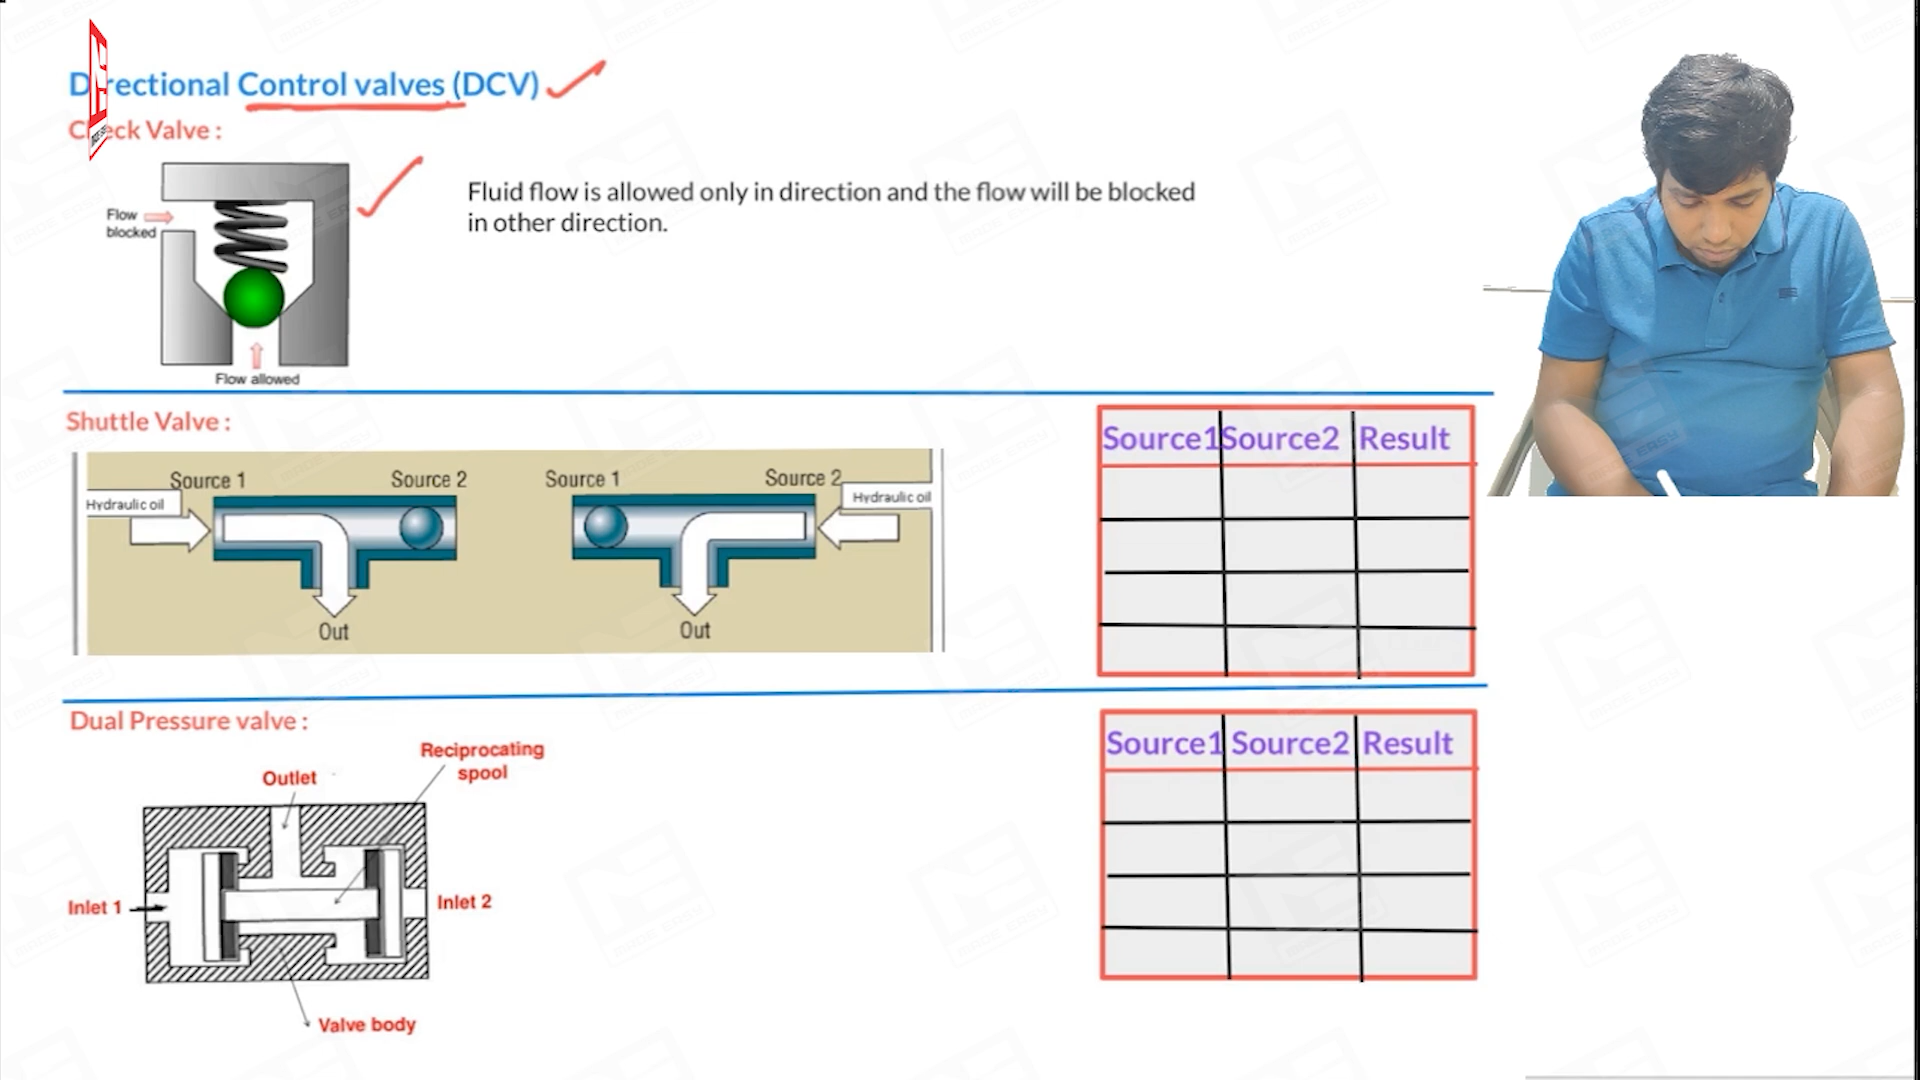 Directional Control valves (DCV)
Check Valve :
Flow
blocked
Flow allowed
Fluid flow is allowed only in direction and the flow will be blocked
in other direction.
Shuttle Valve :
Source 1
Source 2
Hydraulic oil
Out
Source 1
Source 2
Hydraulic oil
Out
Source1 Source2 Result
Dual Pressure valve :
Reciprocating
spool
Outlet
Inlet 1
Inlet 2
Valve body
Source1 Source2 Result